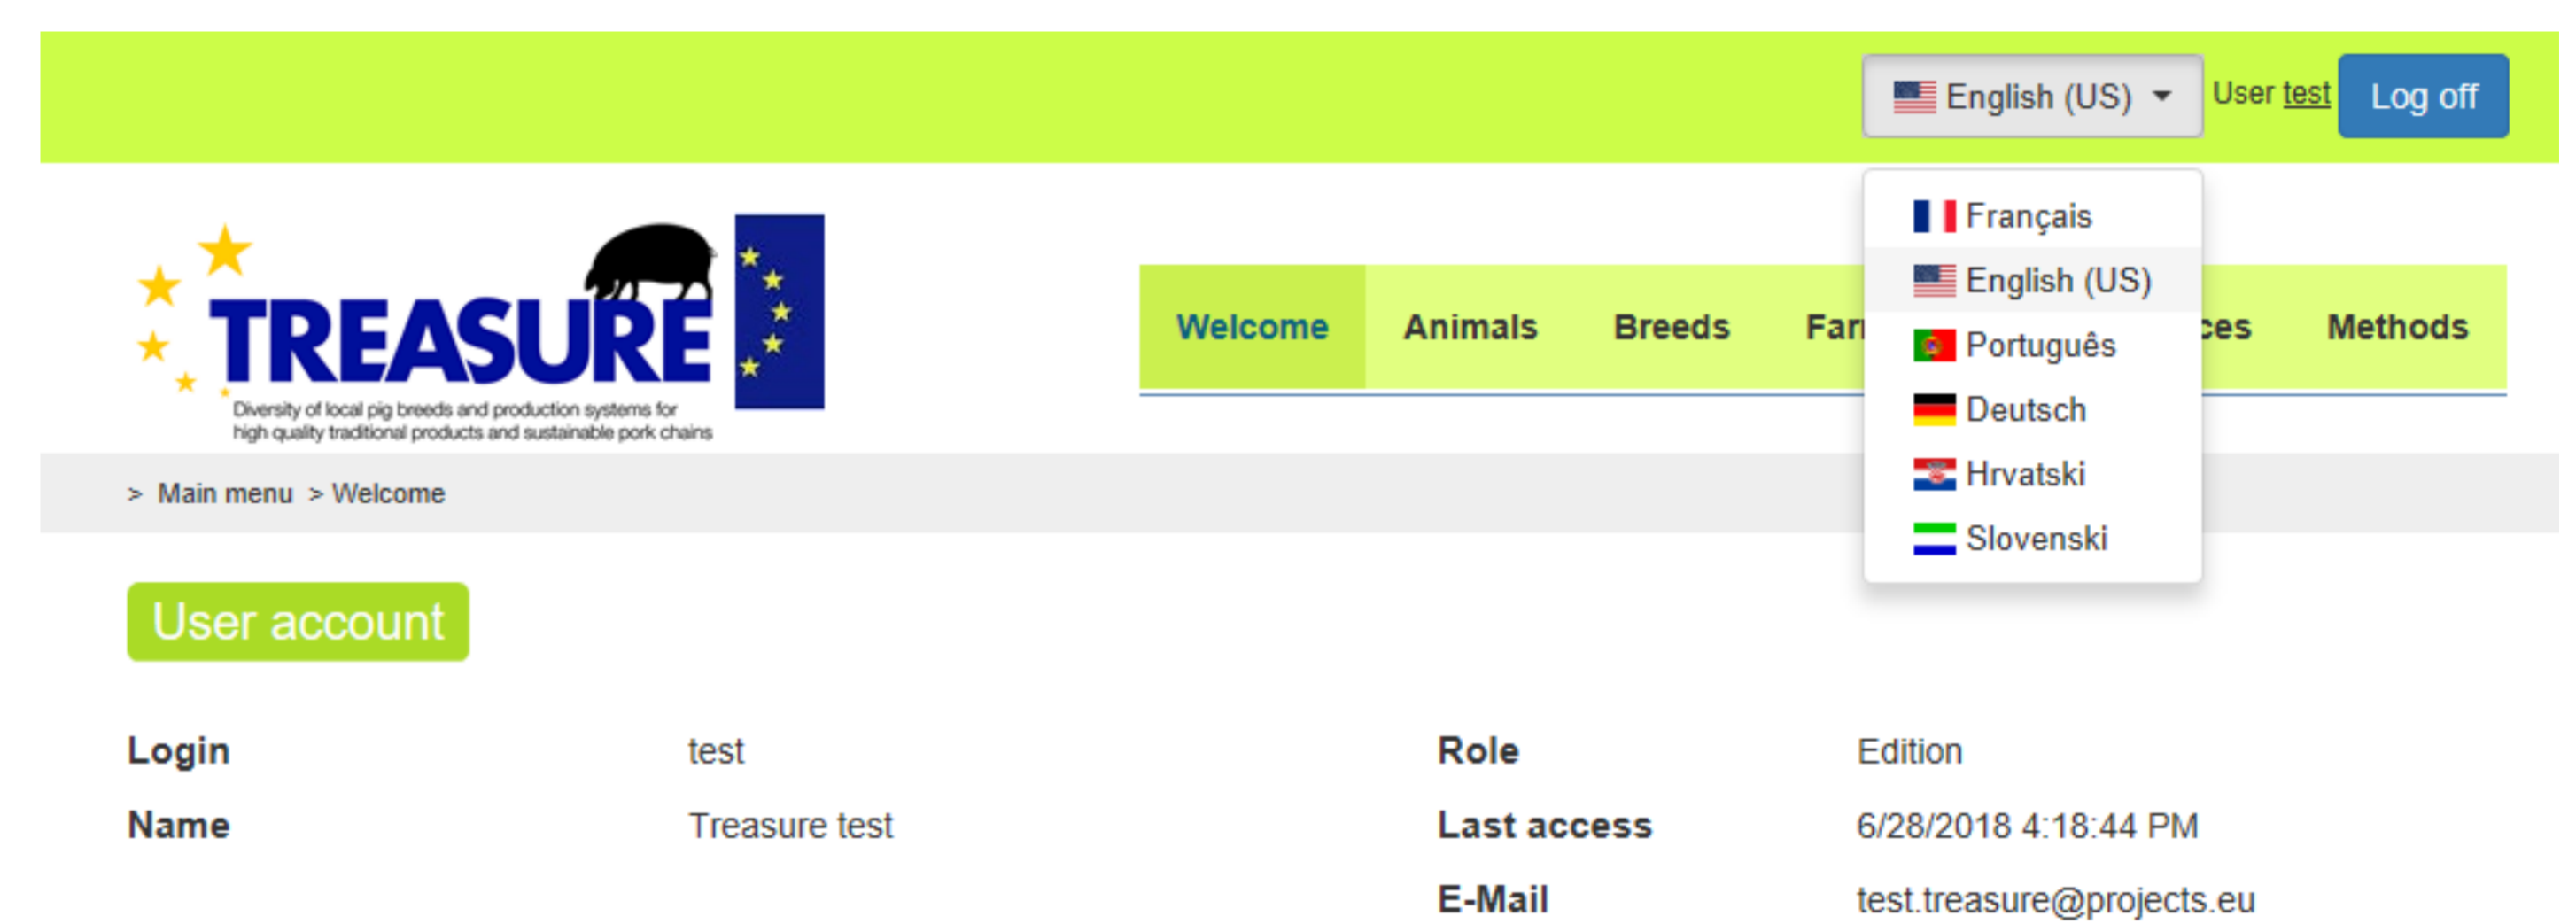 English (US) User test Log off
Français
English (US)
Português
Deutsch
Hrvatski
Slovenski
TREASURE
Diversity of local pig breeds and production systems for
high quality traditional products and sustainable pork chains
Welcome Animals Breeds Methods
> Main menu > Welcome
User account
Login test Role Edition
Name Treasure test Last access 6/28/2018 4:18:44 PM
E-Mail test.treasure@projects.eu